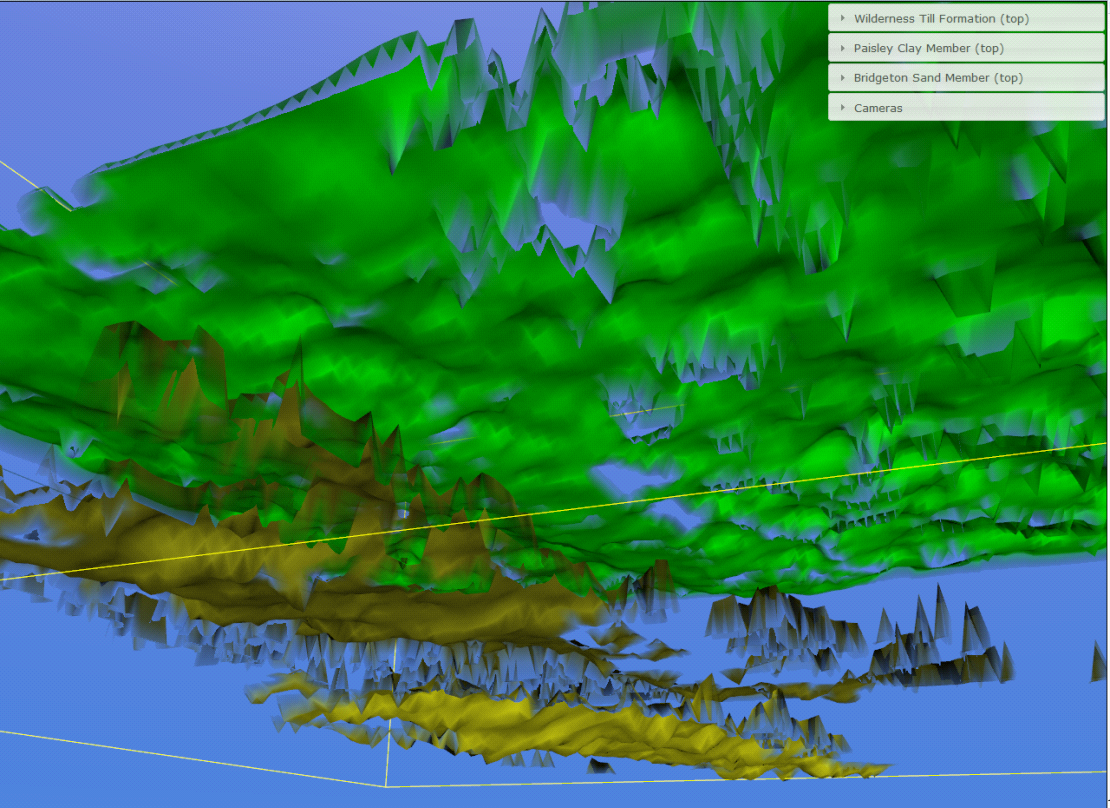 Wilderness Till Formation (top)
Paisley Clay Member (top)
Bridgeton Sand Member (top)
Cameras